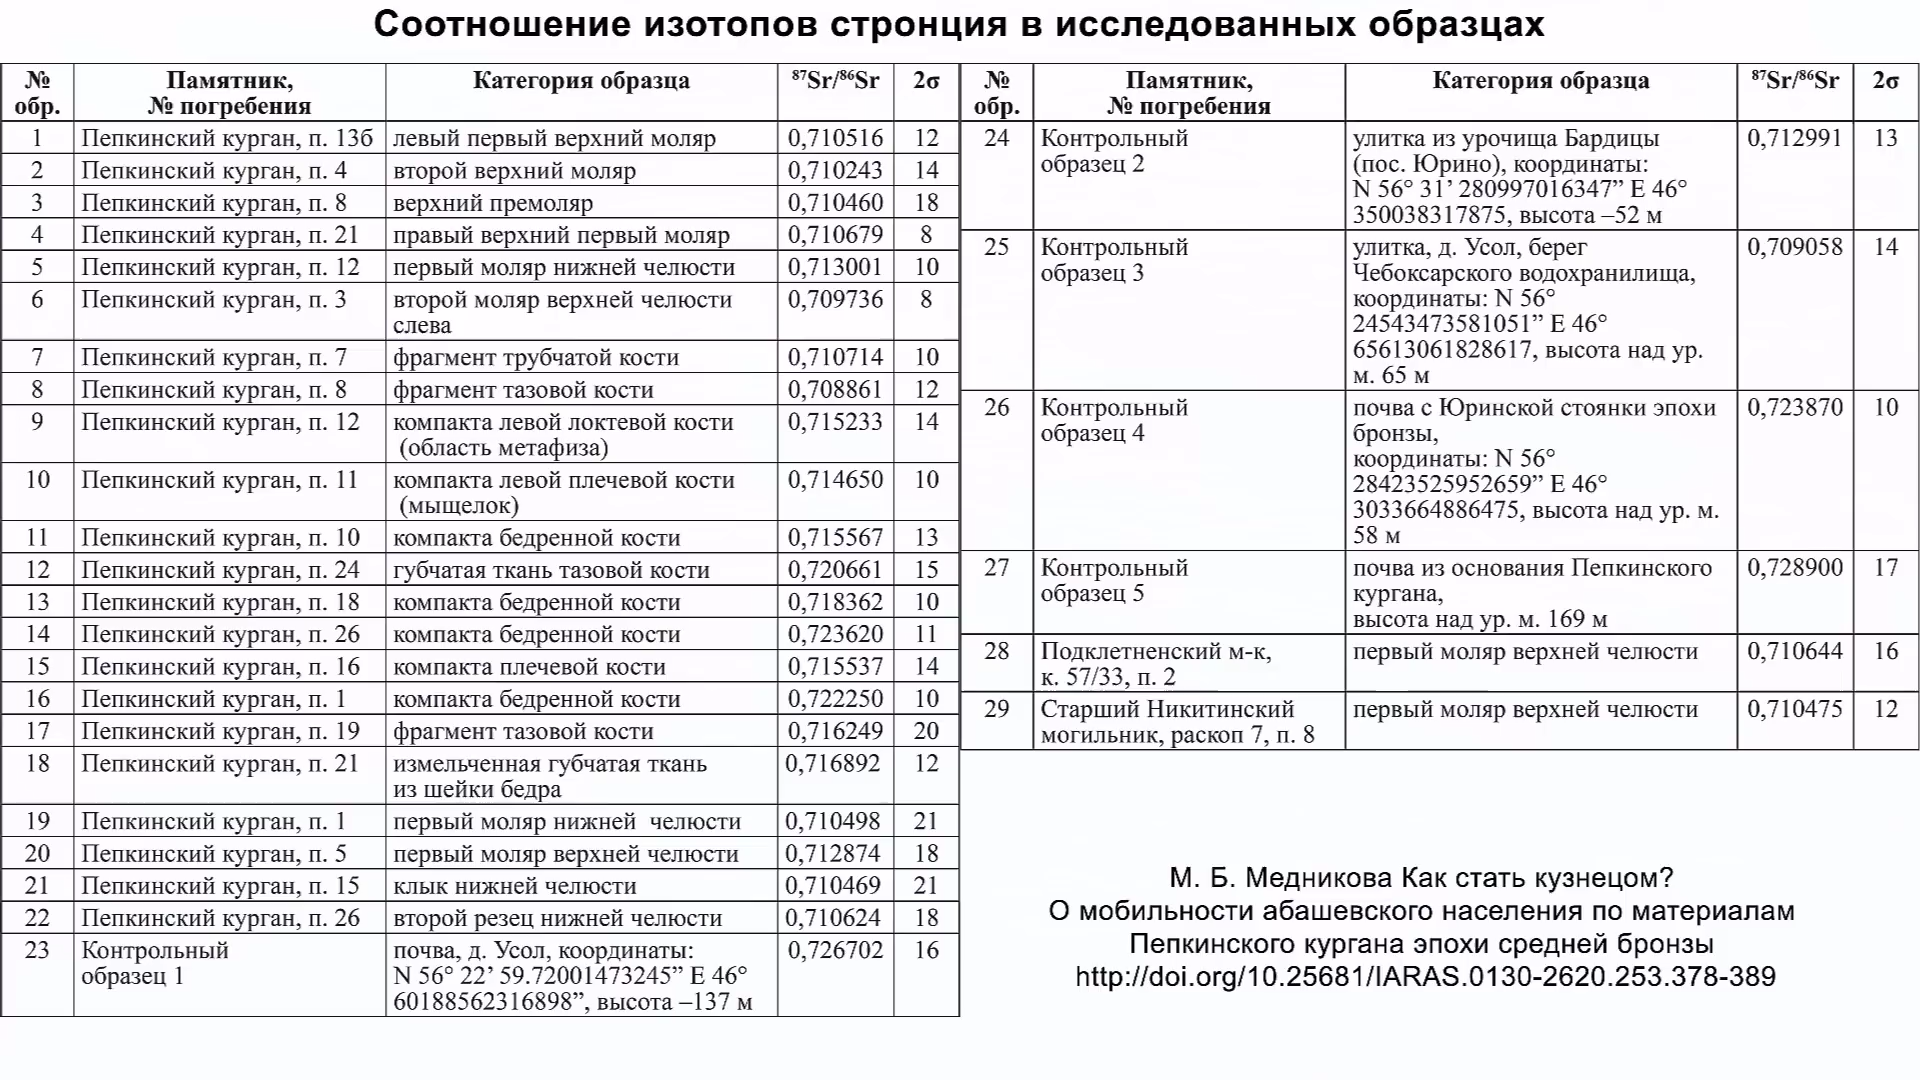 Соотношение изотопов стронция в исследованных образцах
№ Памятник, Категория образца ⁸⁷Sr/⁸⁶Sr 2σ
обр. № погребения
1 Пепкинский курган, п. 13б левый первый верхний моляр 0,710516 12
2 Пепкинский курган, п. 4 второй верхний моляр 0,710243 14
3 Пепкинский курган, п. 8 верхний премоляр 0,710460 18
4 Пепкинский курган, п. 21 правый верхний первый моляр 0,710679 8
5 Пепкинский курган, п. 12 первый моляр нижней челюсти 0,713001 10
6 Пепкинский курган, п. 3 второй моляр верхней челюсти 0,709736 8
слева
7 Пепкинский курган, п. 7 фрагмент трубчатой кости 0,710714 10
8 Пепкинский курган, п. 8 фрагмент тазовой кости 0,708861 12
9 Пепкинский курган, п. 12 компакта левой локтевой кости 0,715233 14
(область метафиза)
10 Пепкинский курган, п. 11 компакта левой плечевой кости 0,714650 10
(мыщелок)
11 Пепкинский курган, п. 10 компакта бедренной кости 0,715567 13
12 Пепкинский курган, п. 24 губчатая ткань тазовой кости 0,720661 15
13 Пепкинский курган, п. 18 компакта бедренной кости 0,718362 10
14 Пепкинский курган, п. 26 компакта бедренной кости 0,723620 11
15 Пепкинский курган, п. 16 компакта плечевой кости 0,715537 14
16 Пепкинский курган, п. 1 компакта бедренной кости 0,722250 10
17 Пепкинский курган, п. 19 фрагмент тазовой кости 0,716249 20
18 Пепкинский курган, п. 21 измельченная губчатая ткань 0,716892 12
из шейки бедра
19 Пепкинский курган, п. 1 первый моляр нижней челюсти 0,710498 21
20 Пепкинский курган, п. 5 первый моляр верхней челюсти 0,712874 18
21 Пепкинский курган, п. 15 клык нижней челюсти 0,710469 21
22 Пепкинский курган, п. 26 второй резец нижней челюсти 0,710624 18
23 Контрольный почва, д. Усол, координаты: 0,726702 16
образец 1 N 56° 22’ 59.72001473245” E 46°
60188562316898”, высота –137 м
№ Памятник, Категория образца ⁸⁷Sr/⁸⁶Sr 2σ
обр. № погребения
24 Контрольный улитка из урочища Бардицы 0,712991 13
образец 2 (пос. Юрино), координаты:
N 56° 31’ 280997016347” E 46°
350038317875, высота –52 м
25 Контрольный улитка, д. Усол, берег 0,709058 14
образец 3 Чебоксарского водохранилища,
координаты: N 56°
24543473581051” E 46°
65613061828617, высота над ур.
м. 65 м
26 Контрольный почва с Юринской стоянки эпохи 0,723870 10
образец 4 бронзы,
координаты: N 56°
28423525952659” E 46°
3033664886475, высота над ур. м.
58 м
27 Контрольный почва из основания Пепкинского 0,728900 17
образец 5 кургана,
высота над ур. м. 169 м
28 Подклетненский м-к, первый моляр верхней челюсти 0,710644 16
к. 57/33, п. 2
29 Старший Никитинский первый моляр верхней челюсти 0,710475 12
могильник, раскоп 7, п. 8
М. Б. Медникова Как стать кузнецом?
О мобильности абашевского населения по материалам
Пепкинского кургана эпохи средней бронзы
http://doi.org/10.25681/IARAS.0130-2620.253.378-389